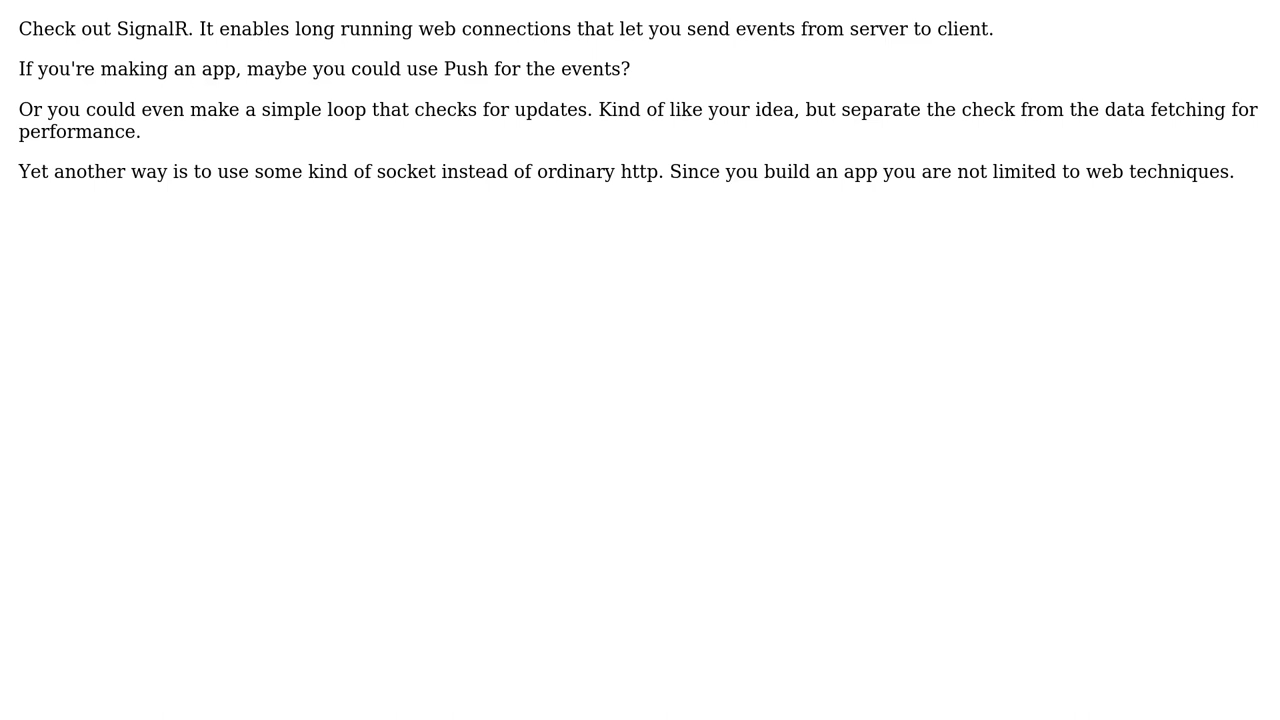 Check out SignalR. It enables long running web connections that let you send events from server to client.
If you're making an app, maybe you could use Push for the events?
Or you could even make a simple loop that checks for updates. Kind of like your idea, but separate the check from the data fetching for
performance.
Yet another way is to use some kind of socket instead of ordinary http. Since you build an app you are not limited to web techniques.